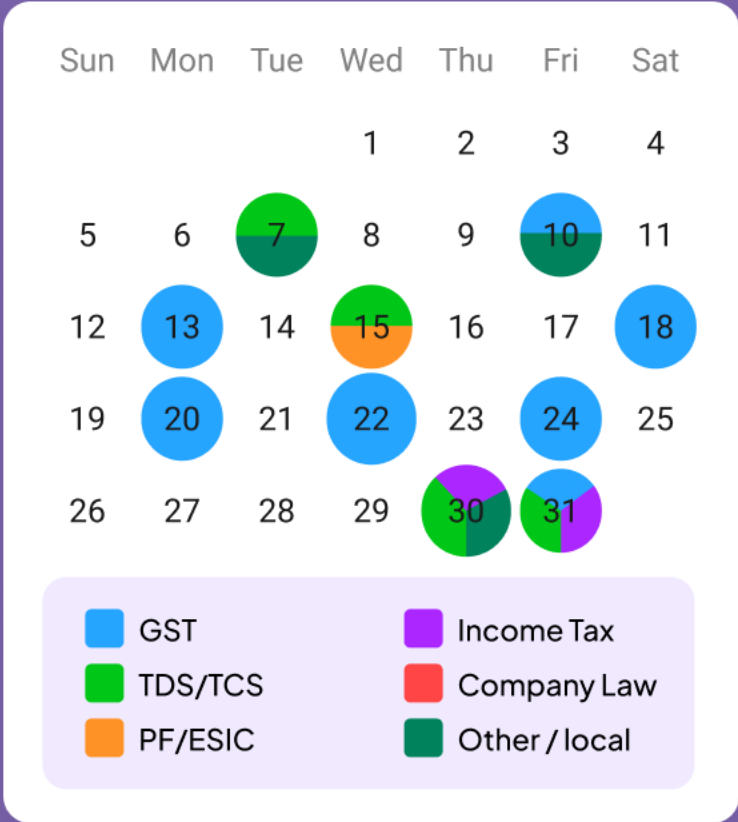 Sun Mon Tue Wed Thu Fri Sat
1 2 3 4
5 6 7 8 9 10 11
12 13 14 15 16 17 18
19 20 21 22 23 24 25
26 27 28 29 30 31
GST Income Tax
TDS/TCS Company Law
PF/ESIC Other / local